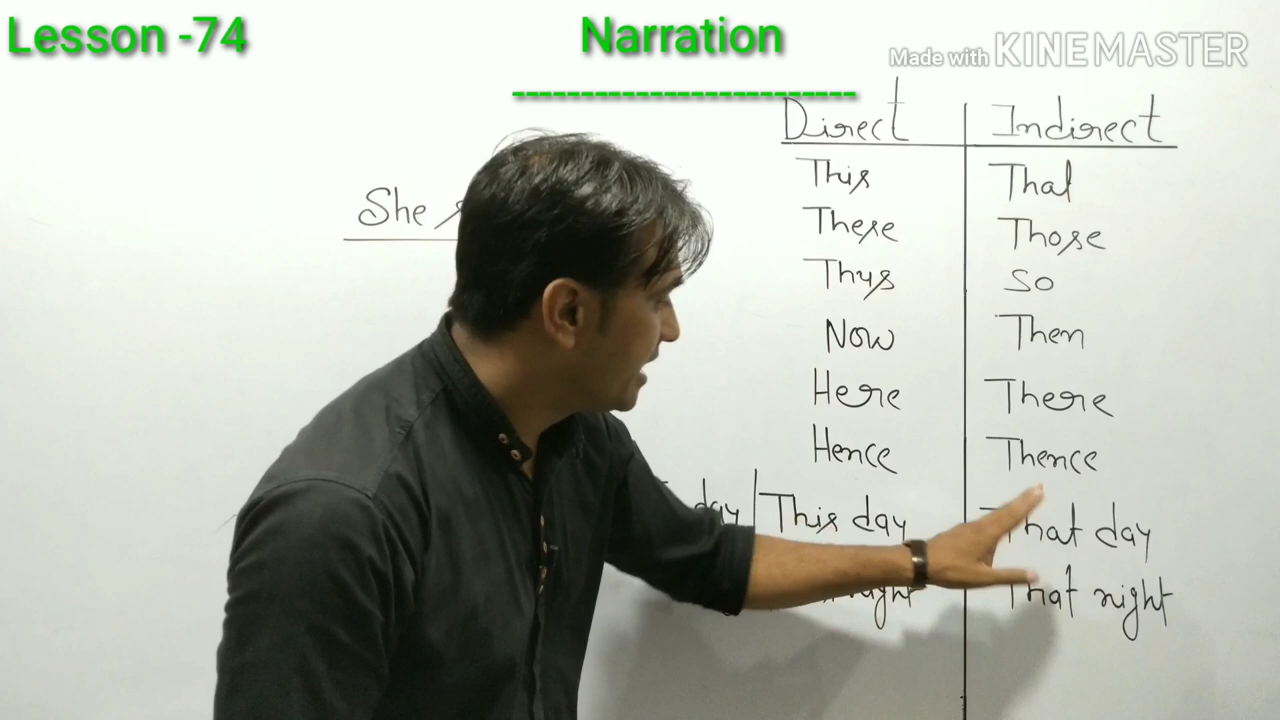 Lesson -74 Narration
Made with KINEMASTER
-------------------------
Direct Indirect
This That
She
These Those
Thus So
Now Then
Here There
Hence Thence
day | This day That day
night That night